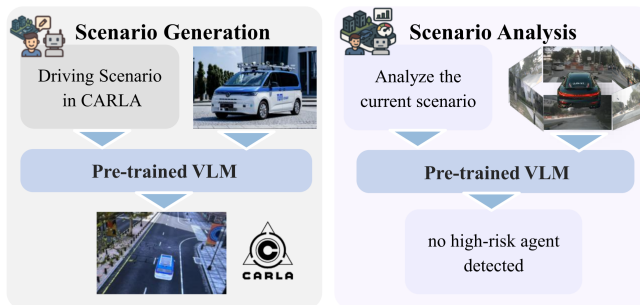 Scenario Generation
Driving Scenario
in CARLA
Pre-trained VLM
CARLA
Scenario Analysis
Analyze the
current scenario
Pre-trained VLM
no high-risk agent
detected